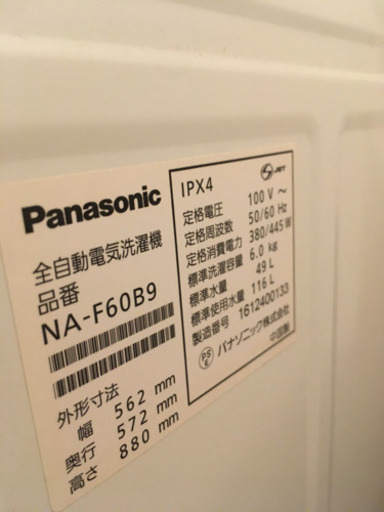 Panasonic
全自動電気洗濯機
品番
NA-F60B9
外形寸法
幅 562 mm
奥行 572 mm
高さ 880 mm
IPX4
JET
定格電圧 100 V～
定格周波数 50/60 Hz
定格消費電力 380/445 W
標準洗濯容量 6.0 kg
標準水量 49 L
標準使用水量 116 L
製造番号 1612400133
PS E パナソニック株式会社
中国製